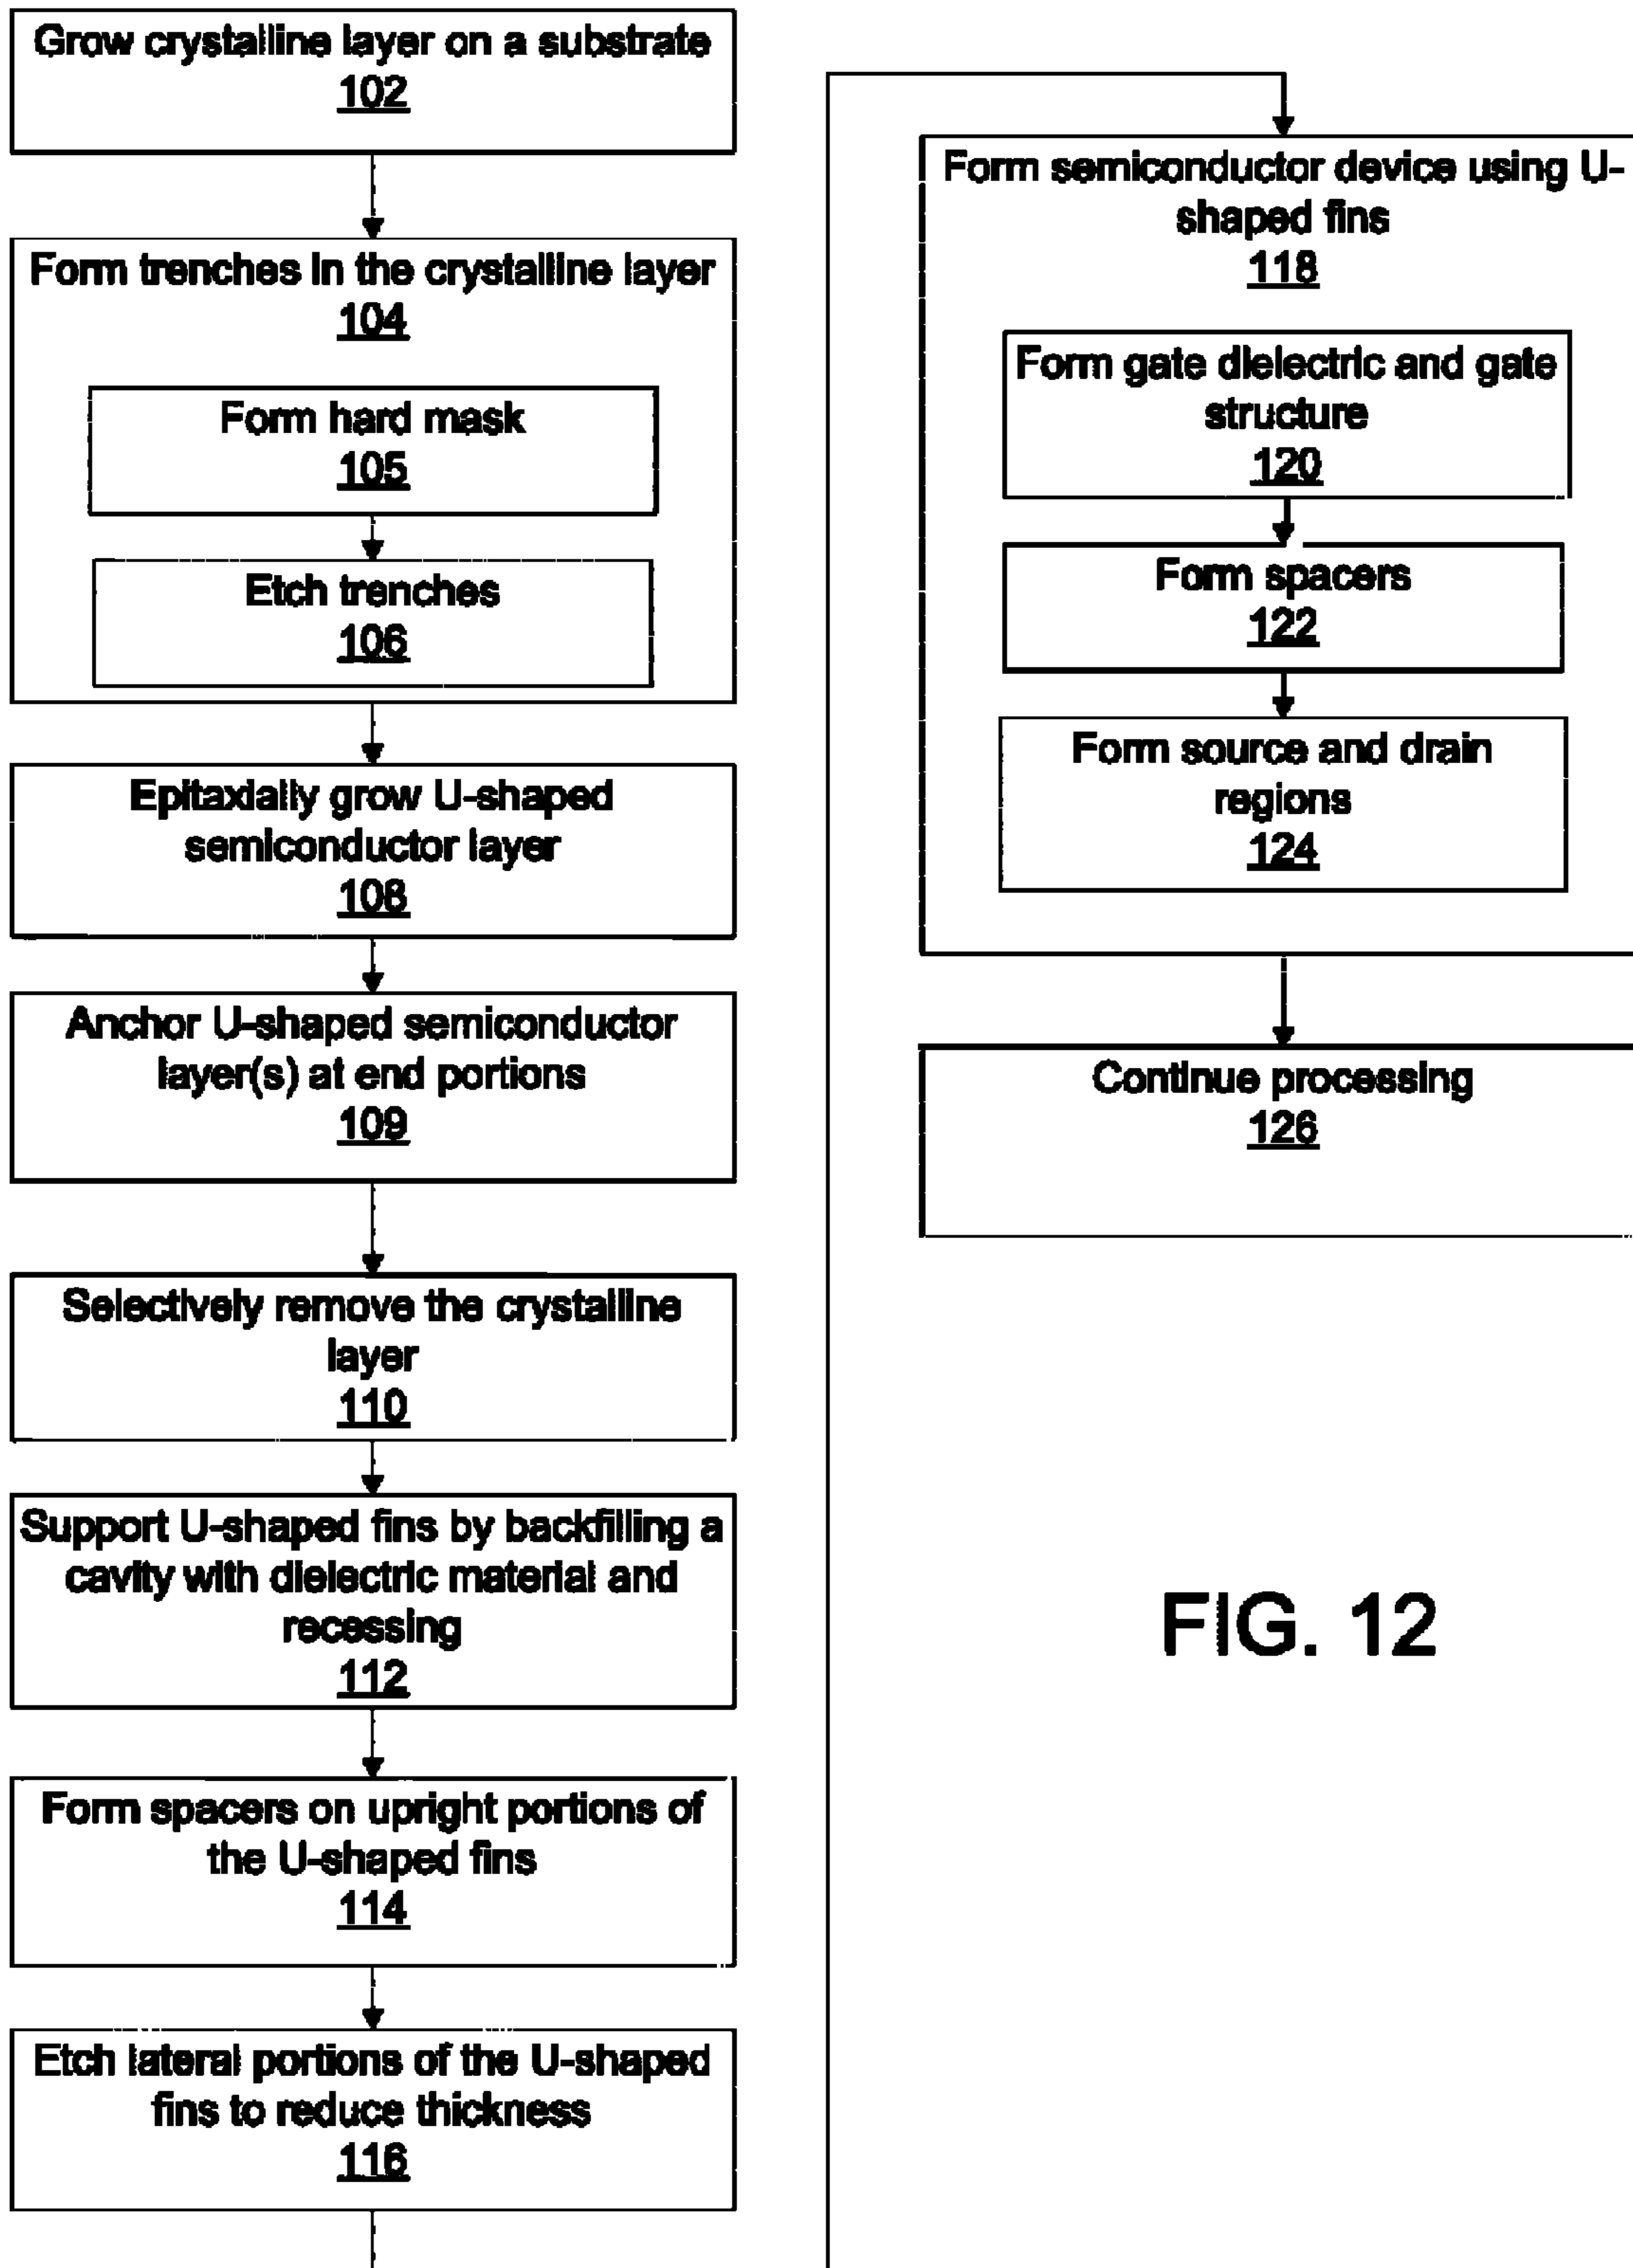 Grow crystalline layer on a substrate
102
Form trenches in the crystalline layer
104
Form hard mask
105
Etch trenches
106
Epitaxially grow U-shaped
semiconductor layer
108
Anchor U-shaped semiconductor
layer(s) at end portions
109
Selectively remove the crystalline
layer
110
Support U-shaped fins by backfilling a
cavity with dielectric material and
recessing
112
Form spacers on upright portions of
the U-shaped fins
114
Etch lateral portions of the U-shaped
fins to reduce thickness
116
Form semiconductor device using U-
shaped fins
118
Form gate dielectric and gate
structure
120
Form spacers
122
Form source and drain
regions
124
Continue processing
126
FIG. 12